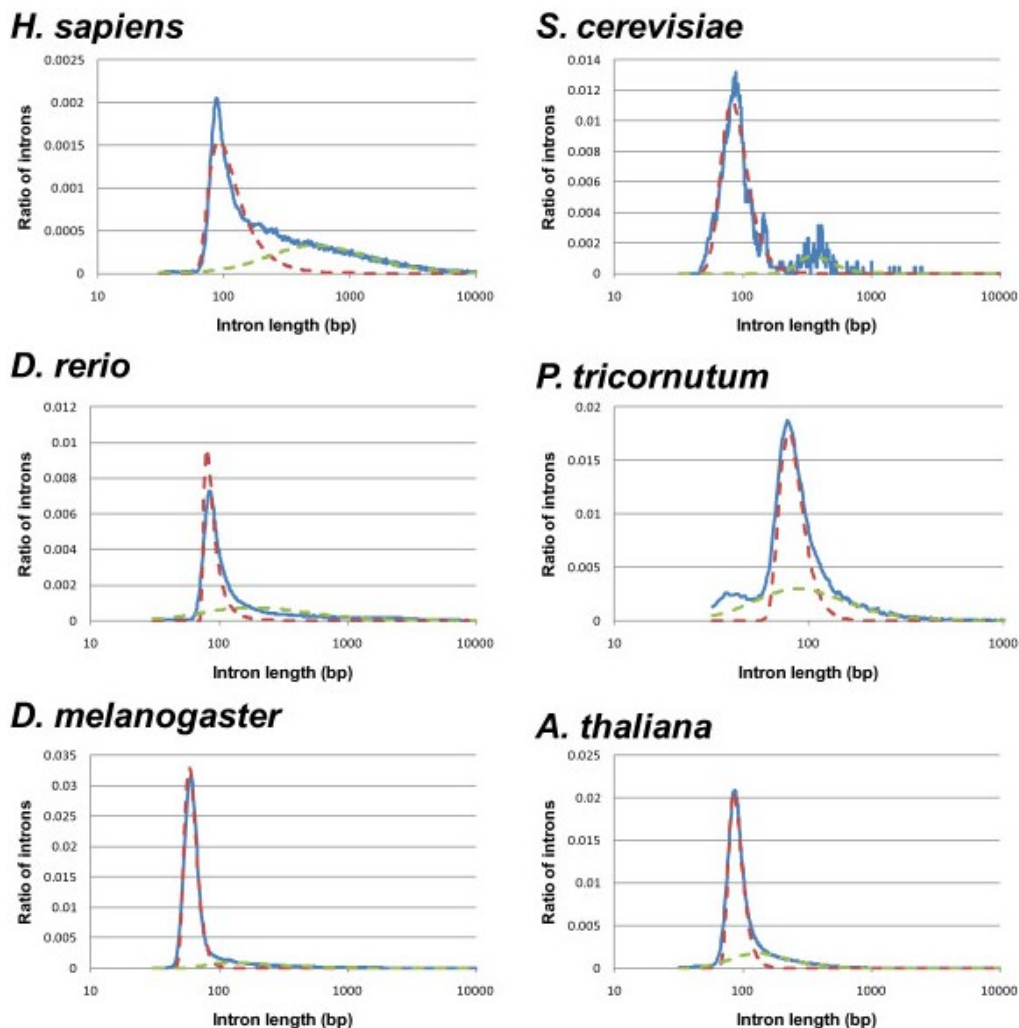 H. sapiens
S. cerevisiae
Ratio of introns
0.0025
0.002
0.0015
0.001
0.0005
0
10 100 1000 10000
Intron length (bp)
Ratio of introns
0.014
0.012
0.01
0.008
0.006
0.004
0.002
0
10 100 1000 10000
Intron length (bp)
D. rerio
P. tricornutum
Ratio of introns
0.012
0.01
0.008
0.006
0.004
0.002
0
10 100 1000 10000
Intron length (bp)
Ratio of introns
0.02
0.015
0.01
0.005
0
10 100 1000
Intron length (bp)
D. melanogaster
A. thaliana
Ratio of introns
0.035
0.03
0.025
0.02
0.015
0.01
0.005
0
10 100 1000 10000
Intron length (bp)
Ratio of introns
0.025
0.02
0.015
0.01
0.005
0
10 100 1000 10000
Intron length (bp)